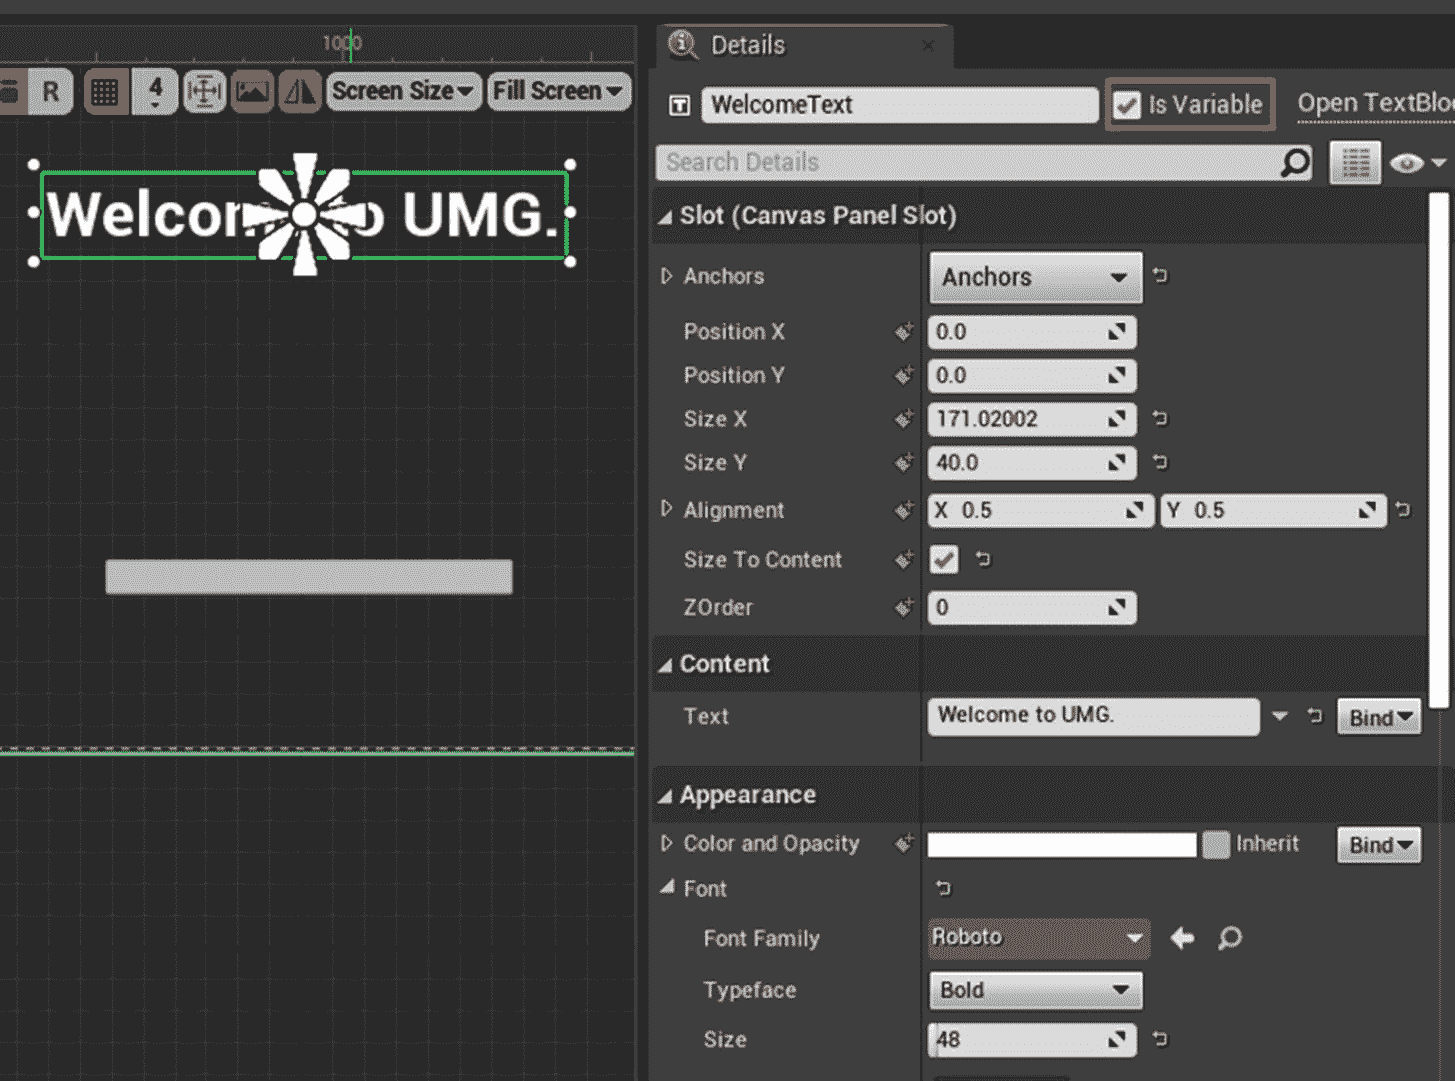 1000
Details
R
4
Screen Size
Fill Screen
WelcomeText
Is Variable
Open TextBlo
Search Details
Welcom to UMG.
Slot (Canvas Panel Slot)
Anchors
Anchors
Position X
0.0
Position Y
0.0
Size X
171.02002
Size Y
40.0
Alignment
X 0.5
Y 0.5
Size To Content
ZOrder
0
Content
Text
Welcome to UMG.
Bind
Appearance
Color and Opacity
Inherit
Bind
Font
Font Family
Roboto
Typeface
Bold
Size
48